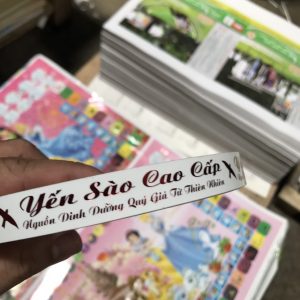 Yến Sào Cao Cấp
Nguồn Dinh Dưỡng Quý Giá Từ Thiên Nhiên